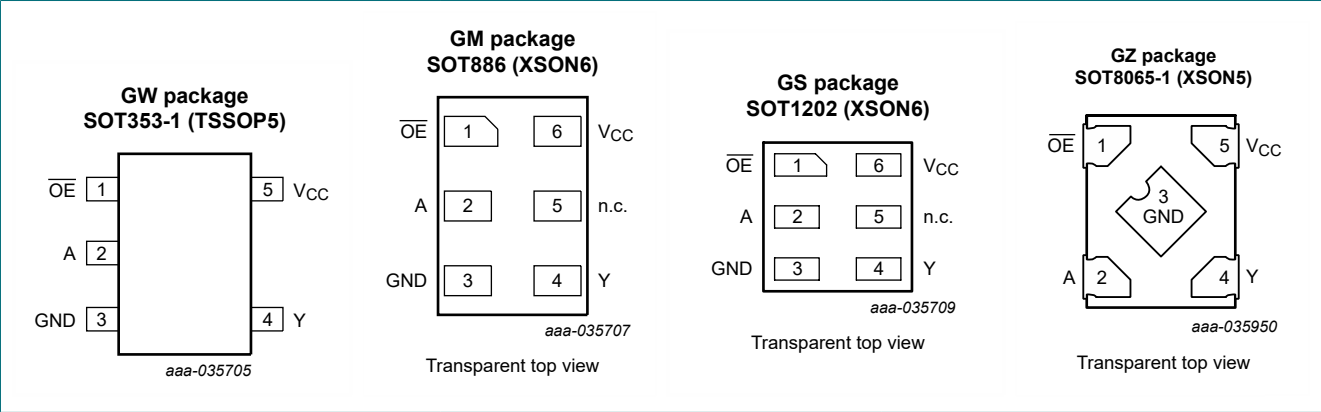 GW package
SOT353-1 (TSSOP5)
OE 1
5 VCC
A 2
GND 3
4 Y
aaa-035705
GM package
SOT886 (XSON6)
OE 1
6 VCC
A 2
5 n.c.
GND 3
4 Y
aaa-035707
Transparent top view
GS package
SOT1202 (XSON6)
OE 1
6 VCC
A 2
5 n.c.
GND 3
4 Y
aaa-035709
Transparent top view
GZ package
SOT8065-1 (XSON5)
OE 1
5 VCC
3
GND
A 2
4 Y
aaa-035950
Transparent top view